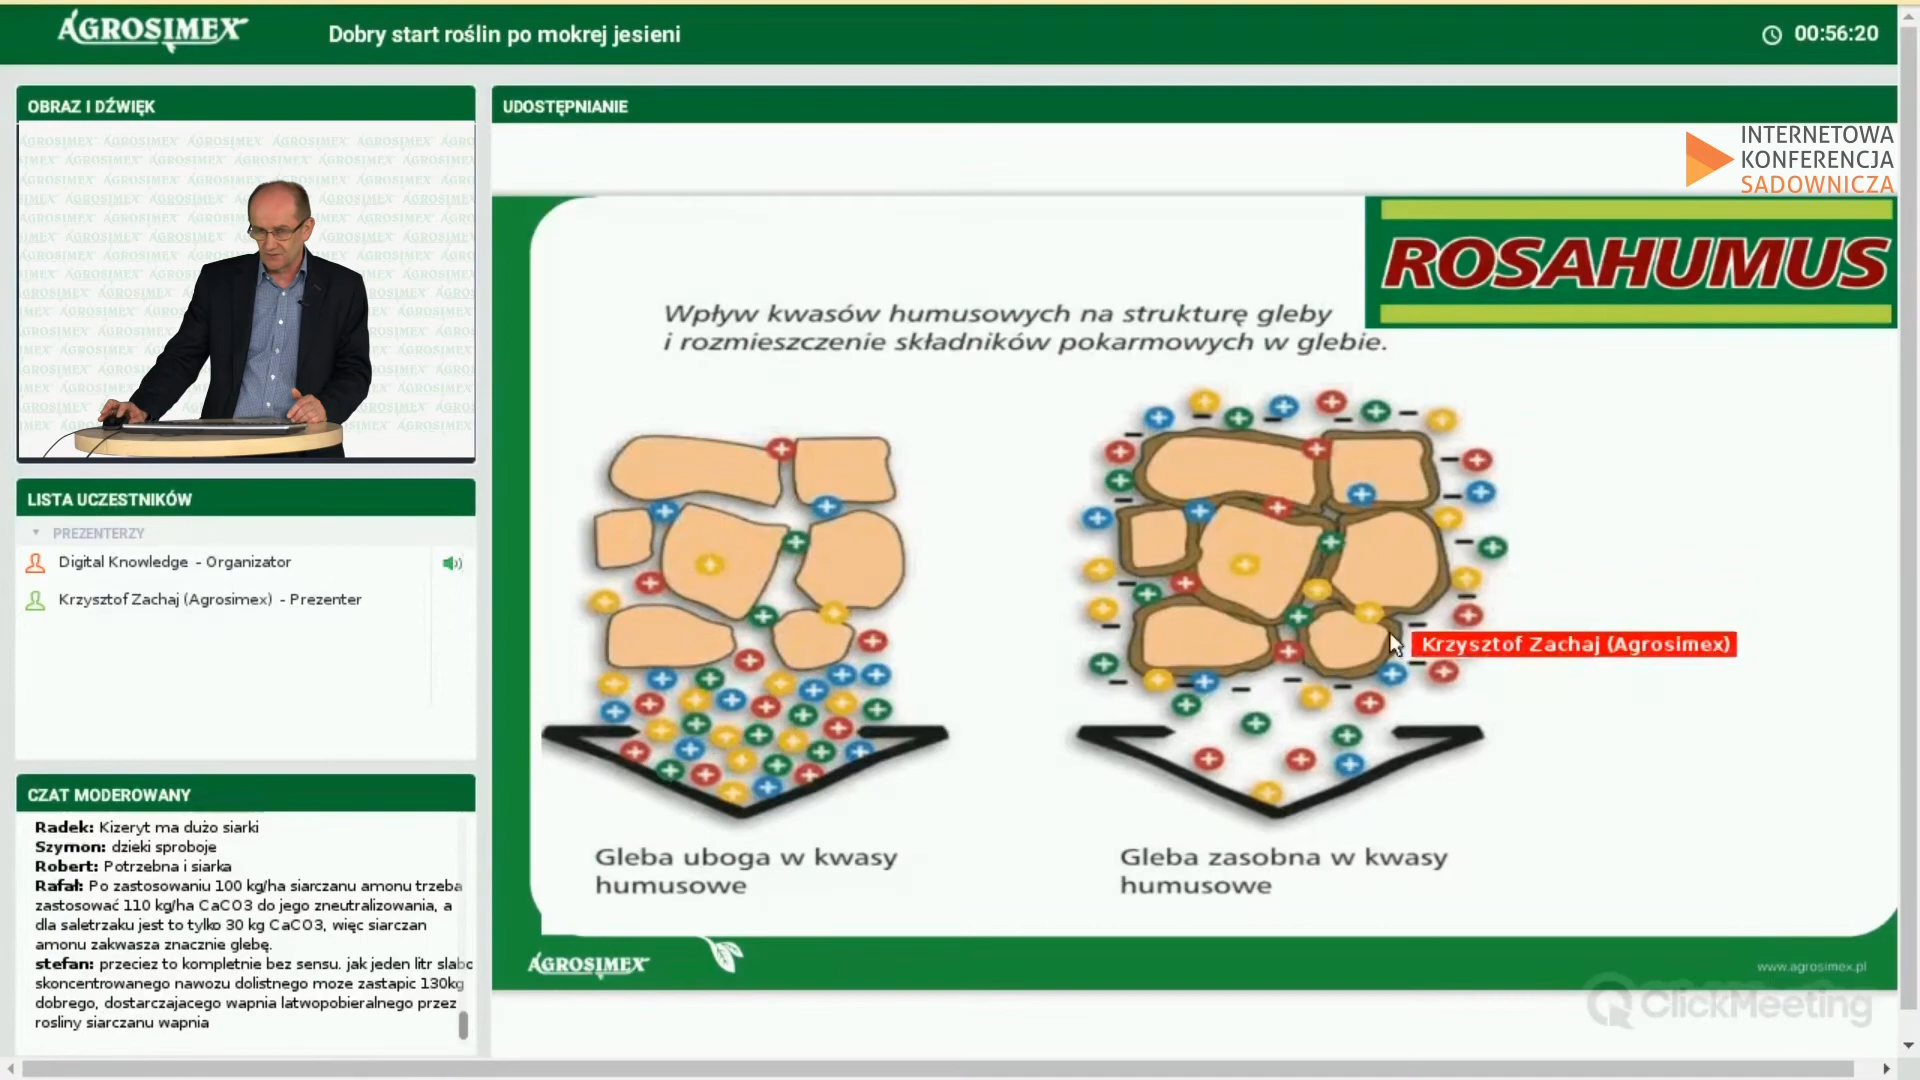 AGROSIMEX
Dobry start roślin po mokrej jesieni
00:56:20
OBRAZ I DŹWIĘK
LISTA UCZESTNIKÓW
PREZENTERZY
Digital Knowledge - Organizator
Krzysztof Zachaj (Agrosimex) - Prezenter
CZAT MODEROWANY
Radek: Kizeryt ma dużo siarki
Szymon: dzieki sproboje
Robert: Potrzebna i siarka
Rafał: Po zastosowaniu 100 kg/ha siarczanu amonu trzeba
zastosować 110 kg/ha CaCO3 do jego zneutralizowania, a
dla saletrzaku jest to tylko 30 kg CaCO3, więc siarczan
amonu zakwasza znacznie glebę.
stefan: przeciez to kompletnie bez sensu. jak jeden litr slabo
skoncentrowanego nawozu dolistnego moze zastapic 130kg
dobrego, dostarczajacego wapnia latwopobieralnego przez
rosliny siarczanu wapnia
UDOSTĘPNIANIE
INTERNETOWA
KONFERENCJA
SADOWNICZA
ROSAHUMUS
Wpływ kwasów humusowych na strukturę gleby
i rozmieszczenie składników pokarmowych w glebie.
Krzysztof Zachaj (Agrosimex)
Gleba uboga w kwasy
humusowe
Gleba zasobna w kwasy
humusowe
AGROSIMEX
www.agrosimex.pl
ClickMeeting